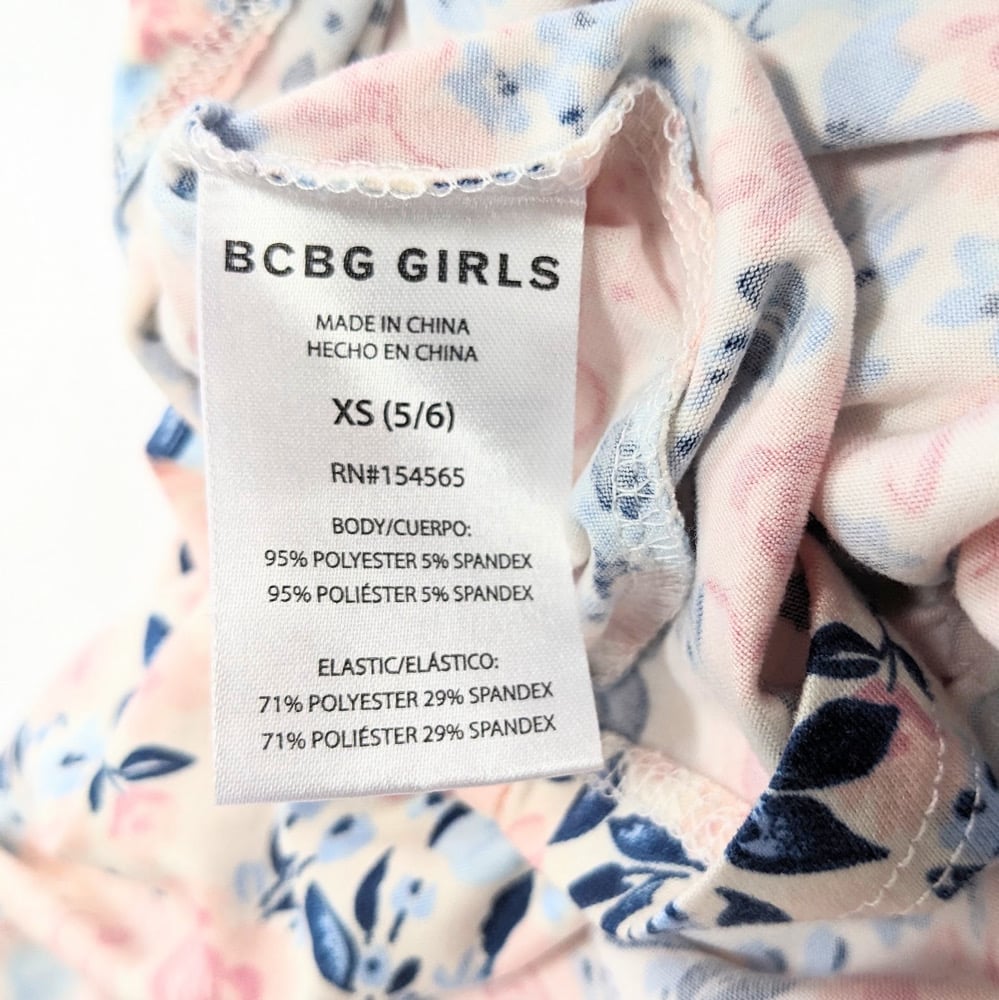 BCBG GIRLS
MADE IN CHINA
HECHO EN CHINA
XS (5/6)
RN#154565
BODY/CUERPO:
95% POLYESTER 5% SPANDEX
95% POLIÉSTER 5% SPANDEX
ELASTIC/ELÁSTICO:
71% POLYESTER 29% SPANDEX
71% POLIÉSTER 29% SPANDEX